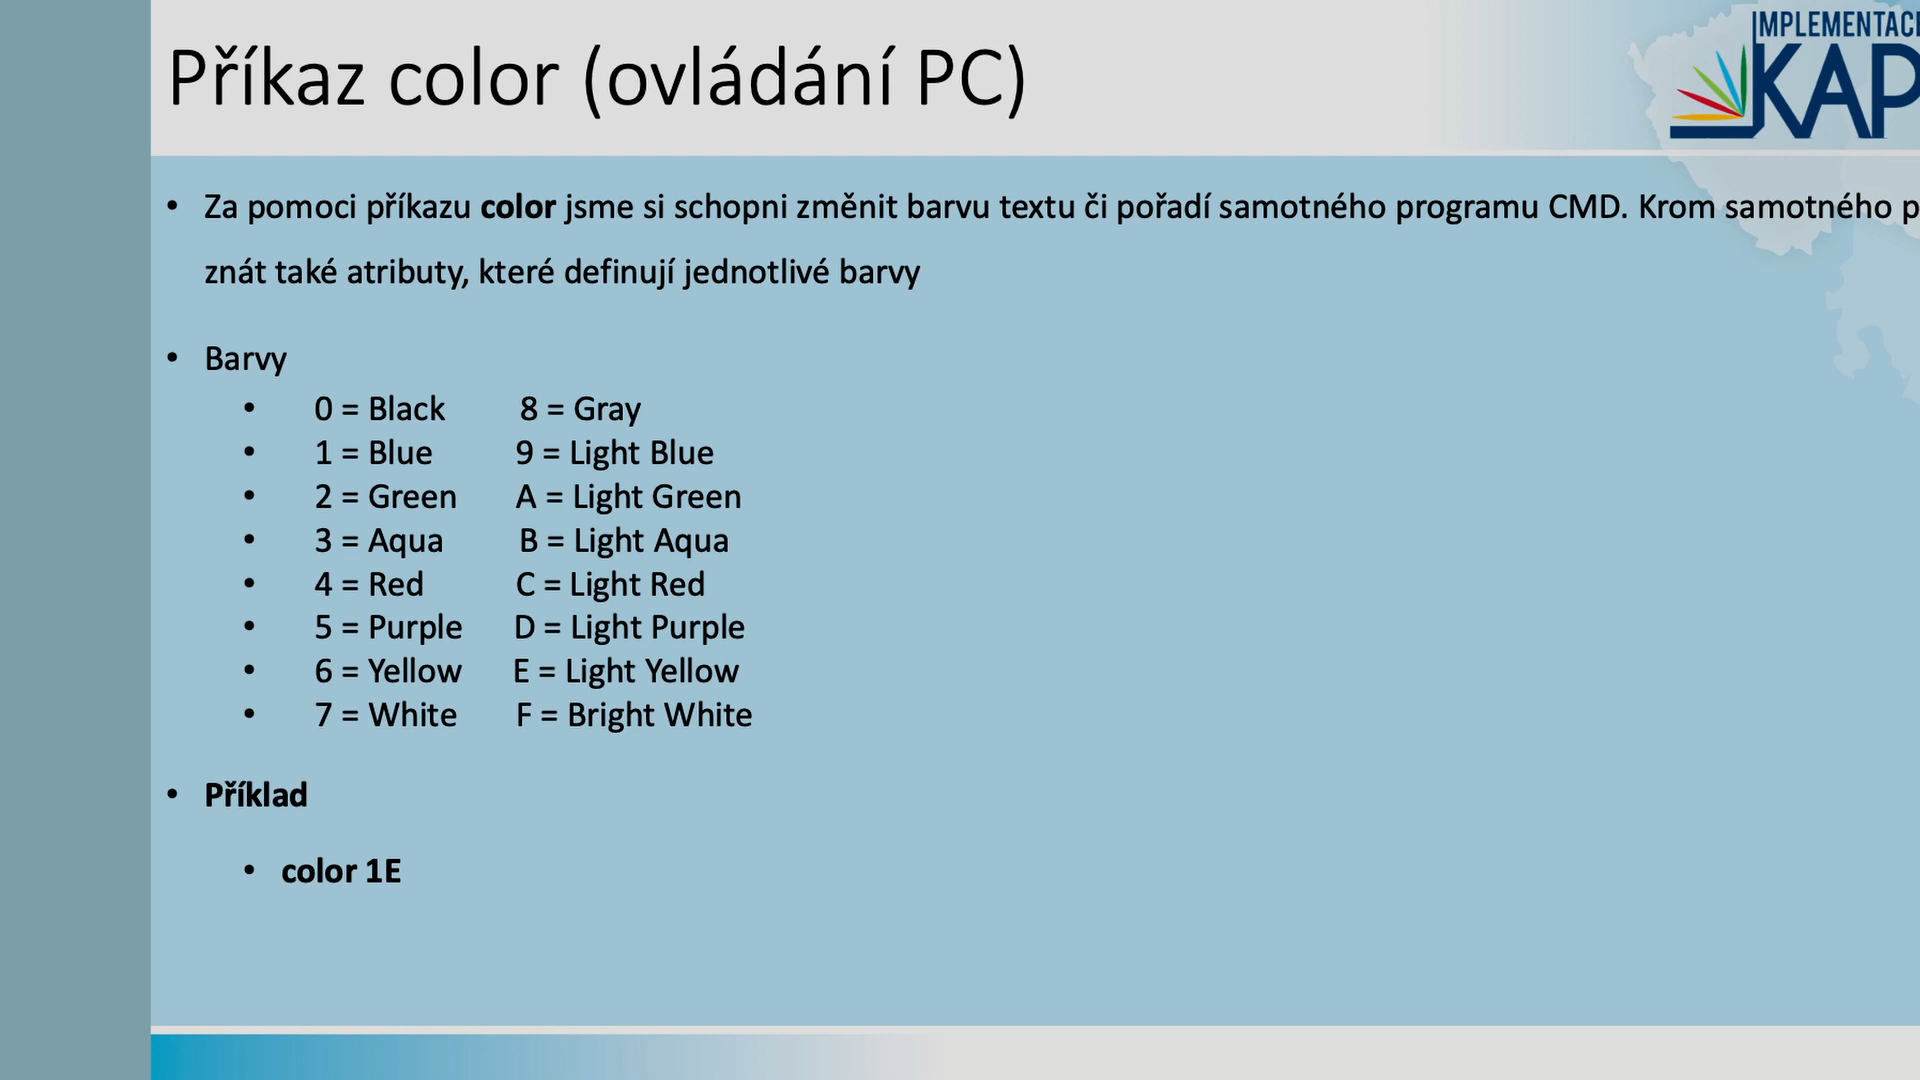 Příkaz color (ovládání PC)
IMPLEMENTACE
KAP
• Za pomoci příkazu color jsme si schopni změnit barvu textu či pořadí samotného programu CMD. Krom samotného
znát také atributy, které definují jednotlivé barvy
• Barvy
• 0 = Black 8 = Gray
• 1 = Blue 9 = Light Blue
• 2 = Green A = Light Green
• 3 = Aqua B = Light Aqua
• 4 = Red C = Light Red
• 5 = Purple D = Light Purple
• 6 = Yellow E = Light Yellow
• 7 = White F = Bright White
• Příklad
• color 1E